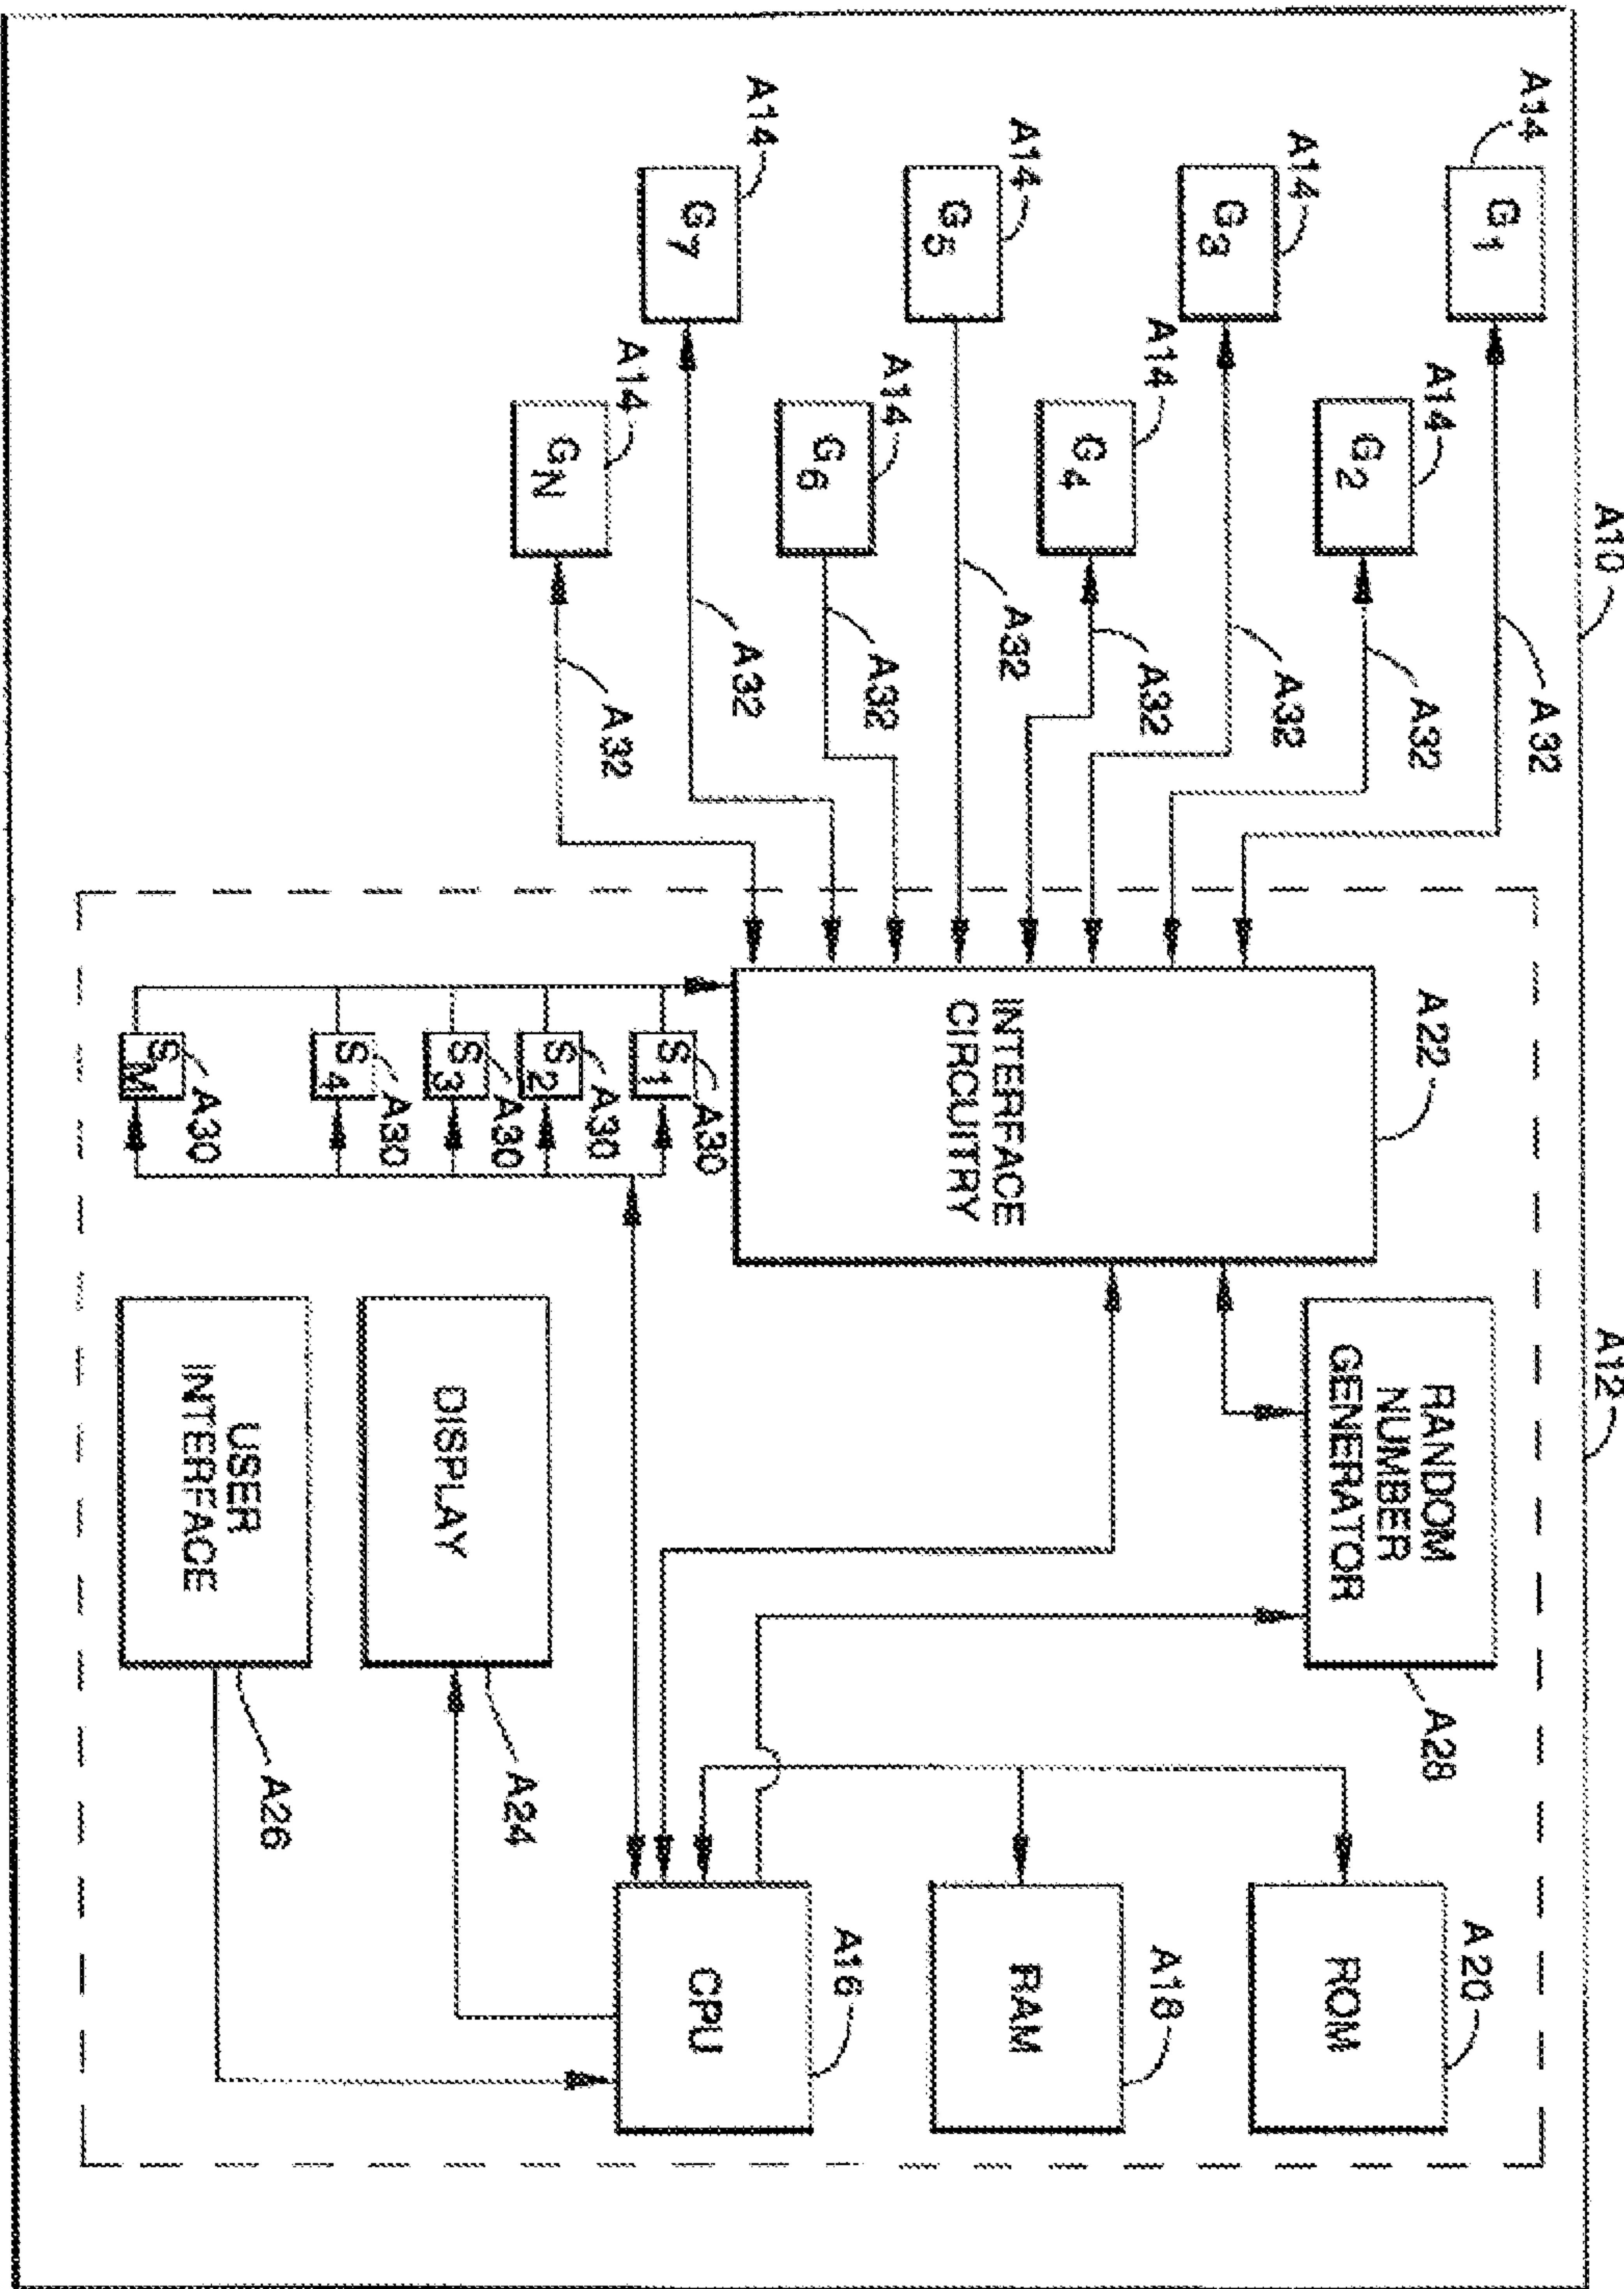 A10
A12
A14
G1
A32
A14
G2
A32
A14
G3
A32
A14
G4
A32
A14
G5
A32
A14
G6
A32
A14
G7
A32
A14
GN
A32
A22
INTERFACE
CIRCUITRY
A30
S1
A30
S2
A30
S3
A30
S4
A30
SM
RANDOM
NUMBER
GENERATOR
A28
DISPLAY
A24
USER
INTERFACE
A26
A20
ROM
A18
RAM
A16
CPU